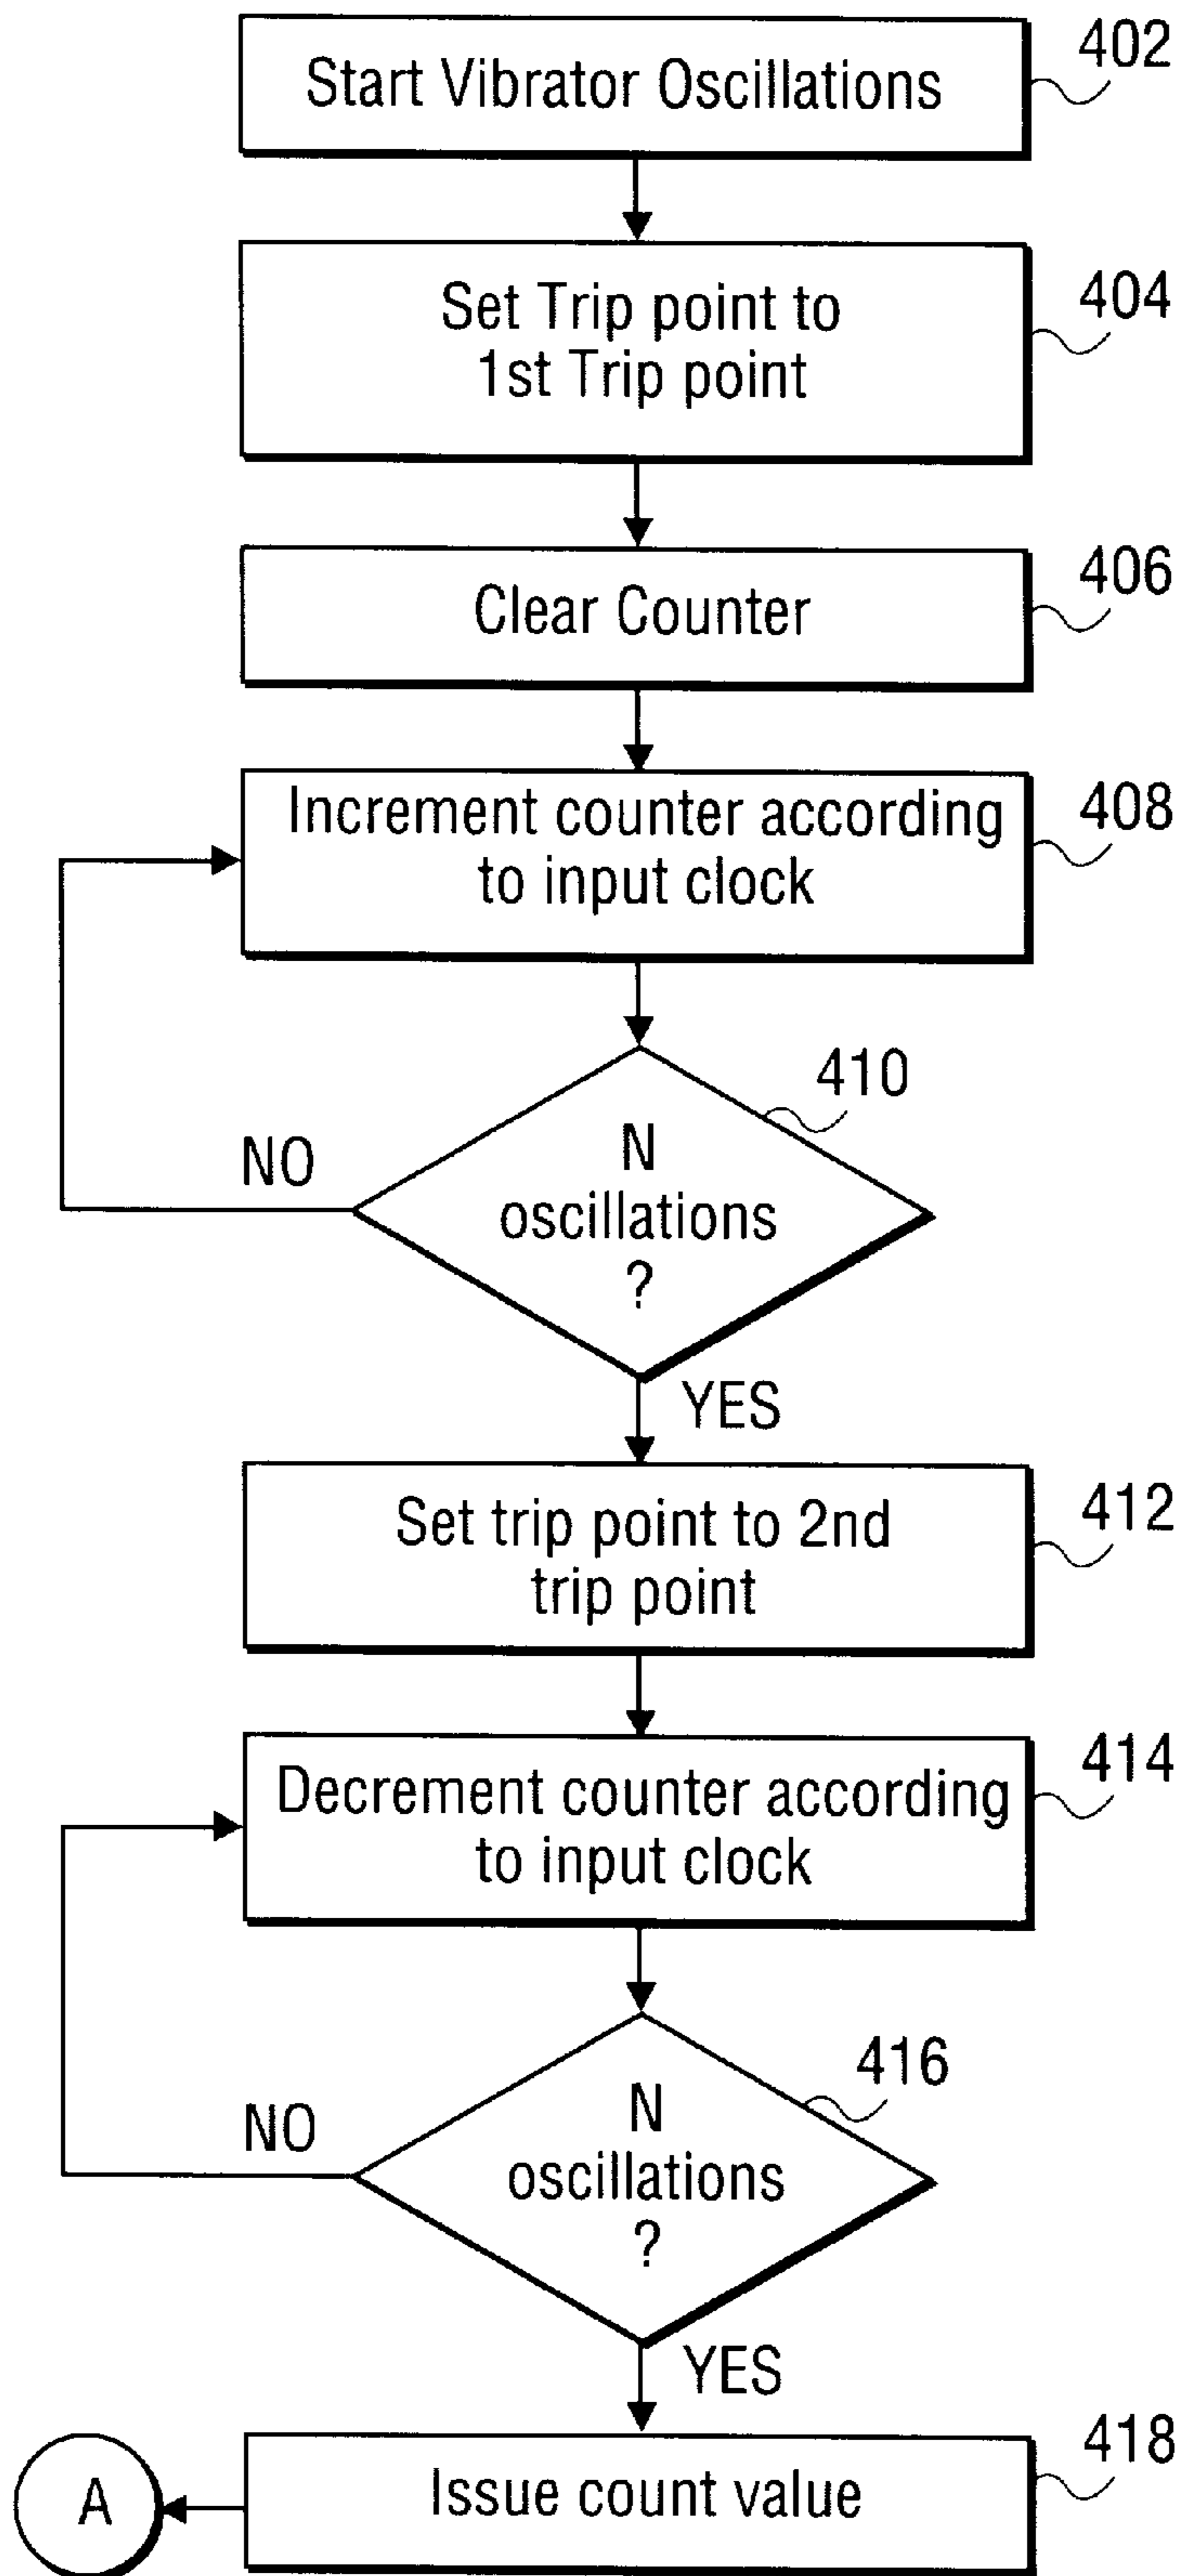 402
Start Vibrator Oscillations
404
Set Trip point to
1st Trip point
406
Clear Counter
408
Increment counter according
to input clock
410
N
oscillations
?
NO
YES
412
Set trip point to 2nd
trip point
414
Decrement counter according
to input clock
416
N
oscillations
?
NO
YES
418
Issue count value
A